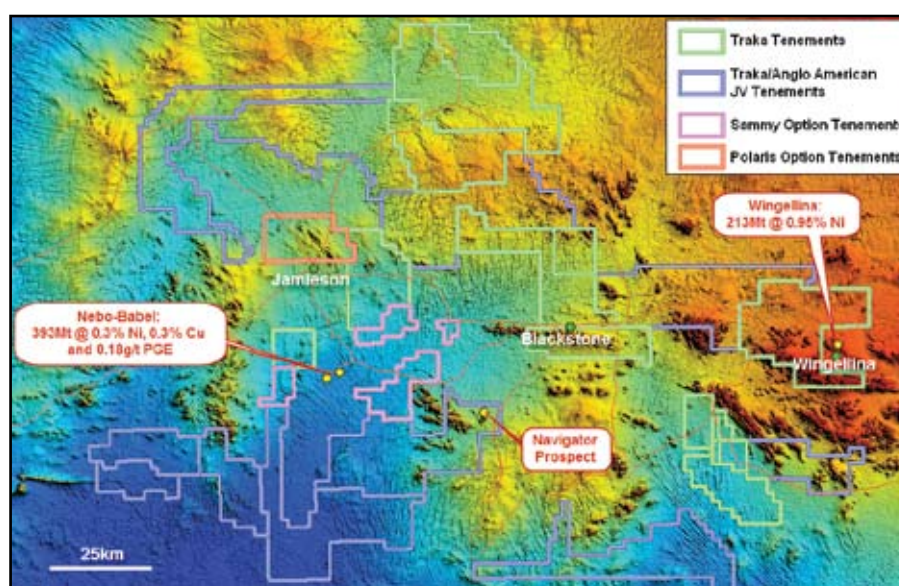 Traka Tenements
Traka/Anglo American
JV Tenements
Sammy Option Tenements
Polaris Option Tenements
Wingellina:
213Mt @ 0.95% Ni
Jamieson
Nebo-Babel:
393Mt @ 0.3% Ni, 0.3% Cu
and 0.18g/t PGE
Blackstone
Wingellina
Navigator
Prospect
25km